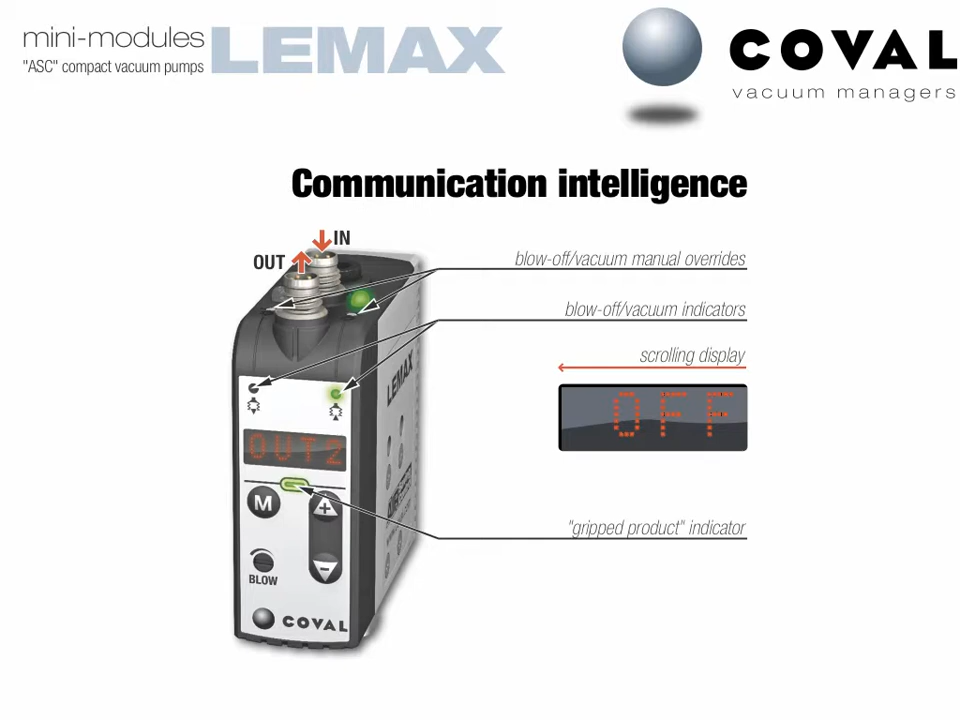 mini-modules
"ASC" compact vacuum pumps
LEMAX
COVAL
vacuum managers
Communication intelligence
IN
OUT
blow-off/vacuum manual overrides
blow-off/vacuum indicators
scrolling display
OFF
LEMAX
OUT2
M
+
"gripped product" indicator
-
BLOW
COVAL